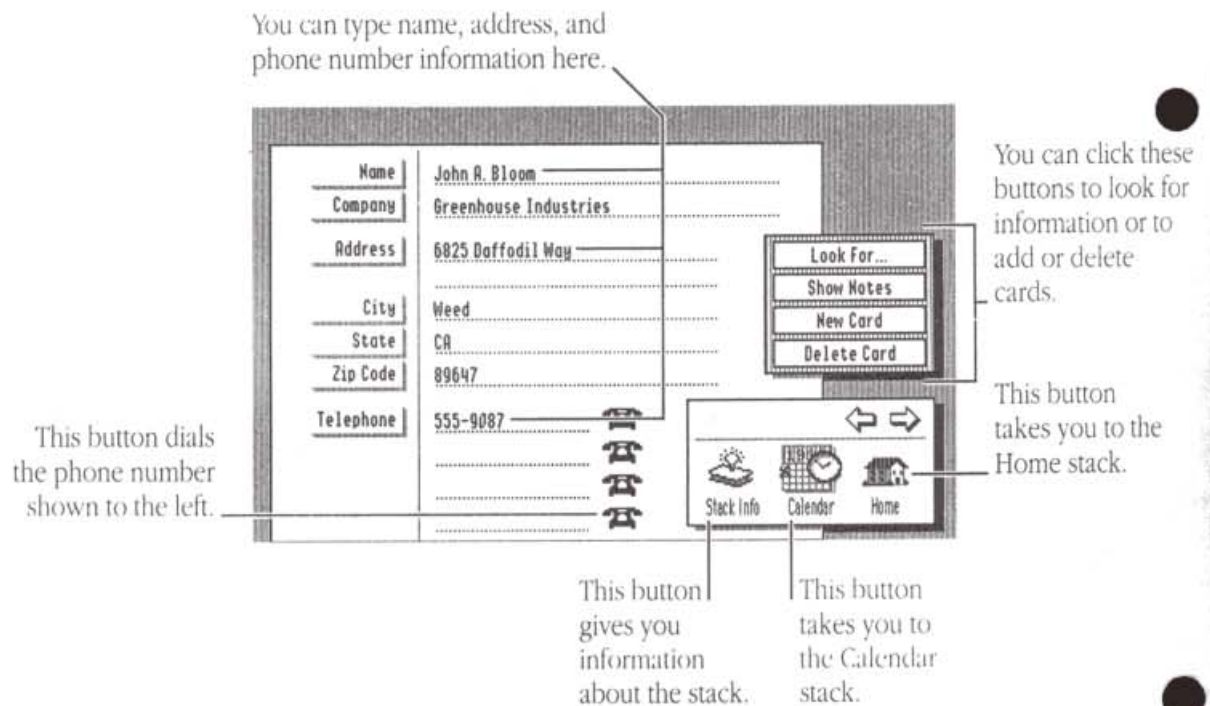 You can type name, address, and
phone number information here.
Name
John A. Bloom
Company
Greenhouse Industries
Address
6825 Daffodil Way
City
Weed
State
CA
Zip Code
89647
Telephone
555-9087
Look For...
Show Notes
New Card
Delete Card
Stack Info
Calendar
Home
You can click these
buttons to look for
information or to
add or delete
cards.
This button
takes you to the
Home stack.
This button dials
the phone number
shown to the left.
This button
gives you
information
about the stack.
This button
takes you to
the Calendar
stack.